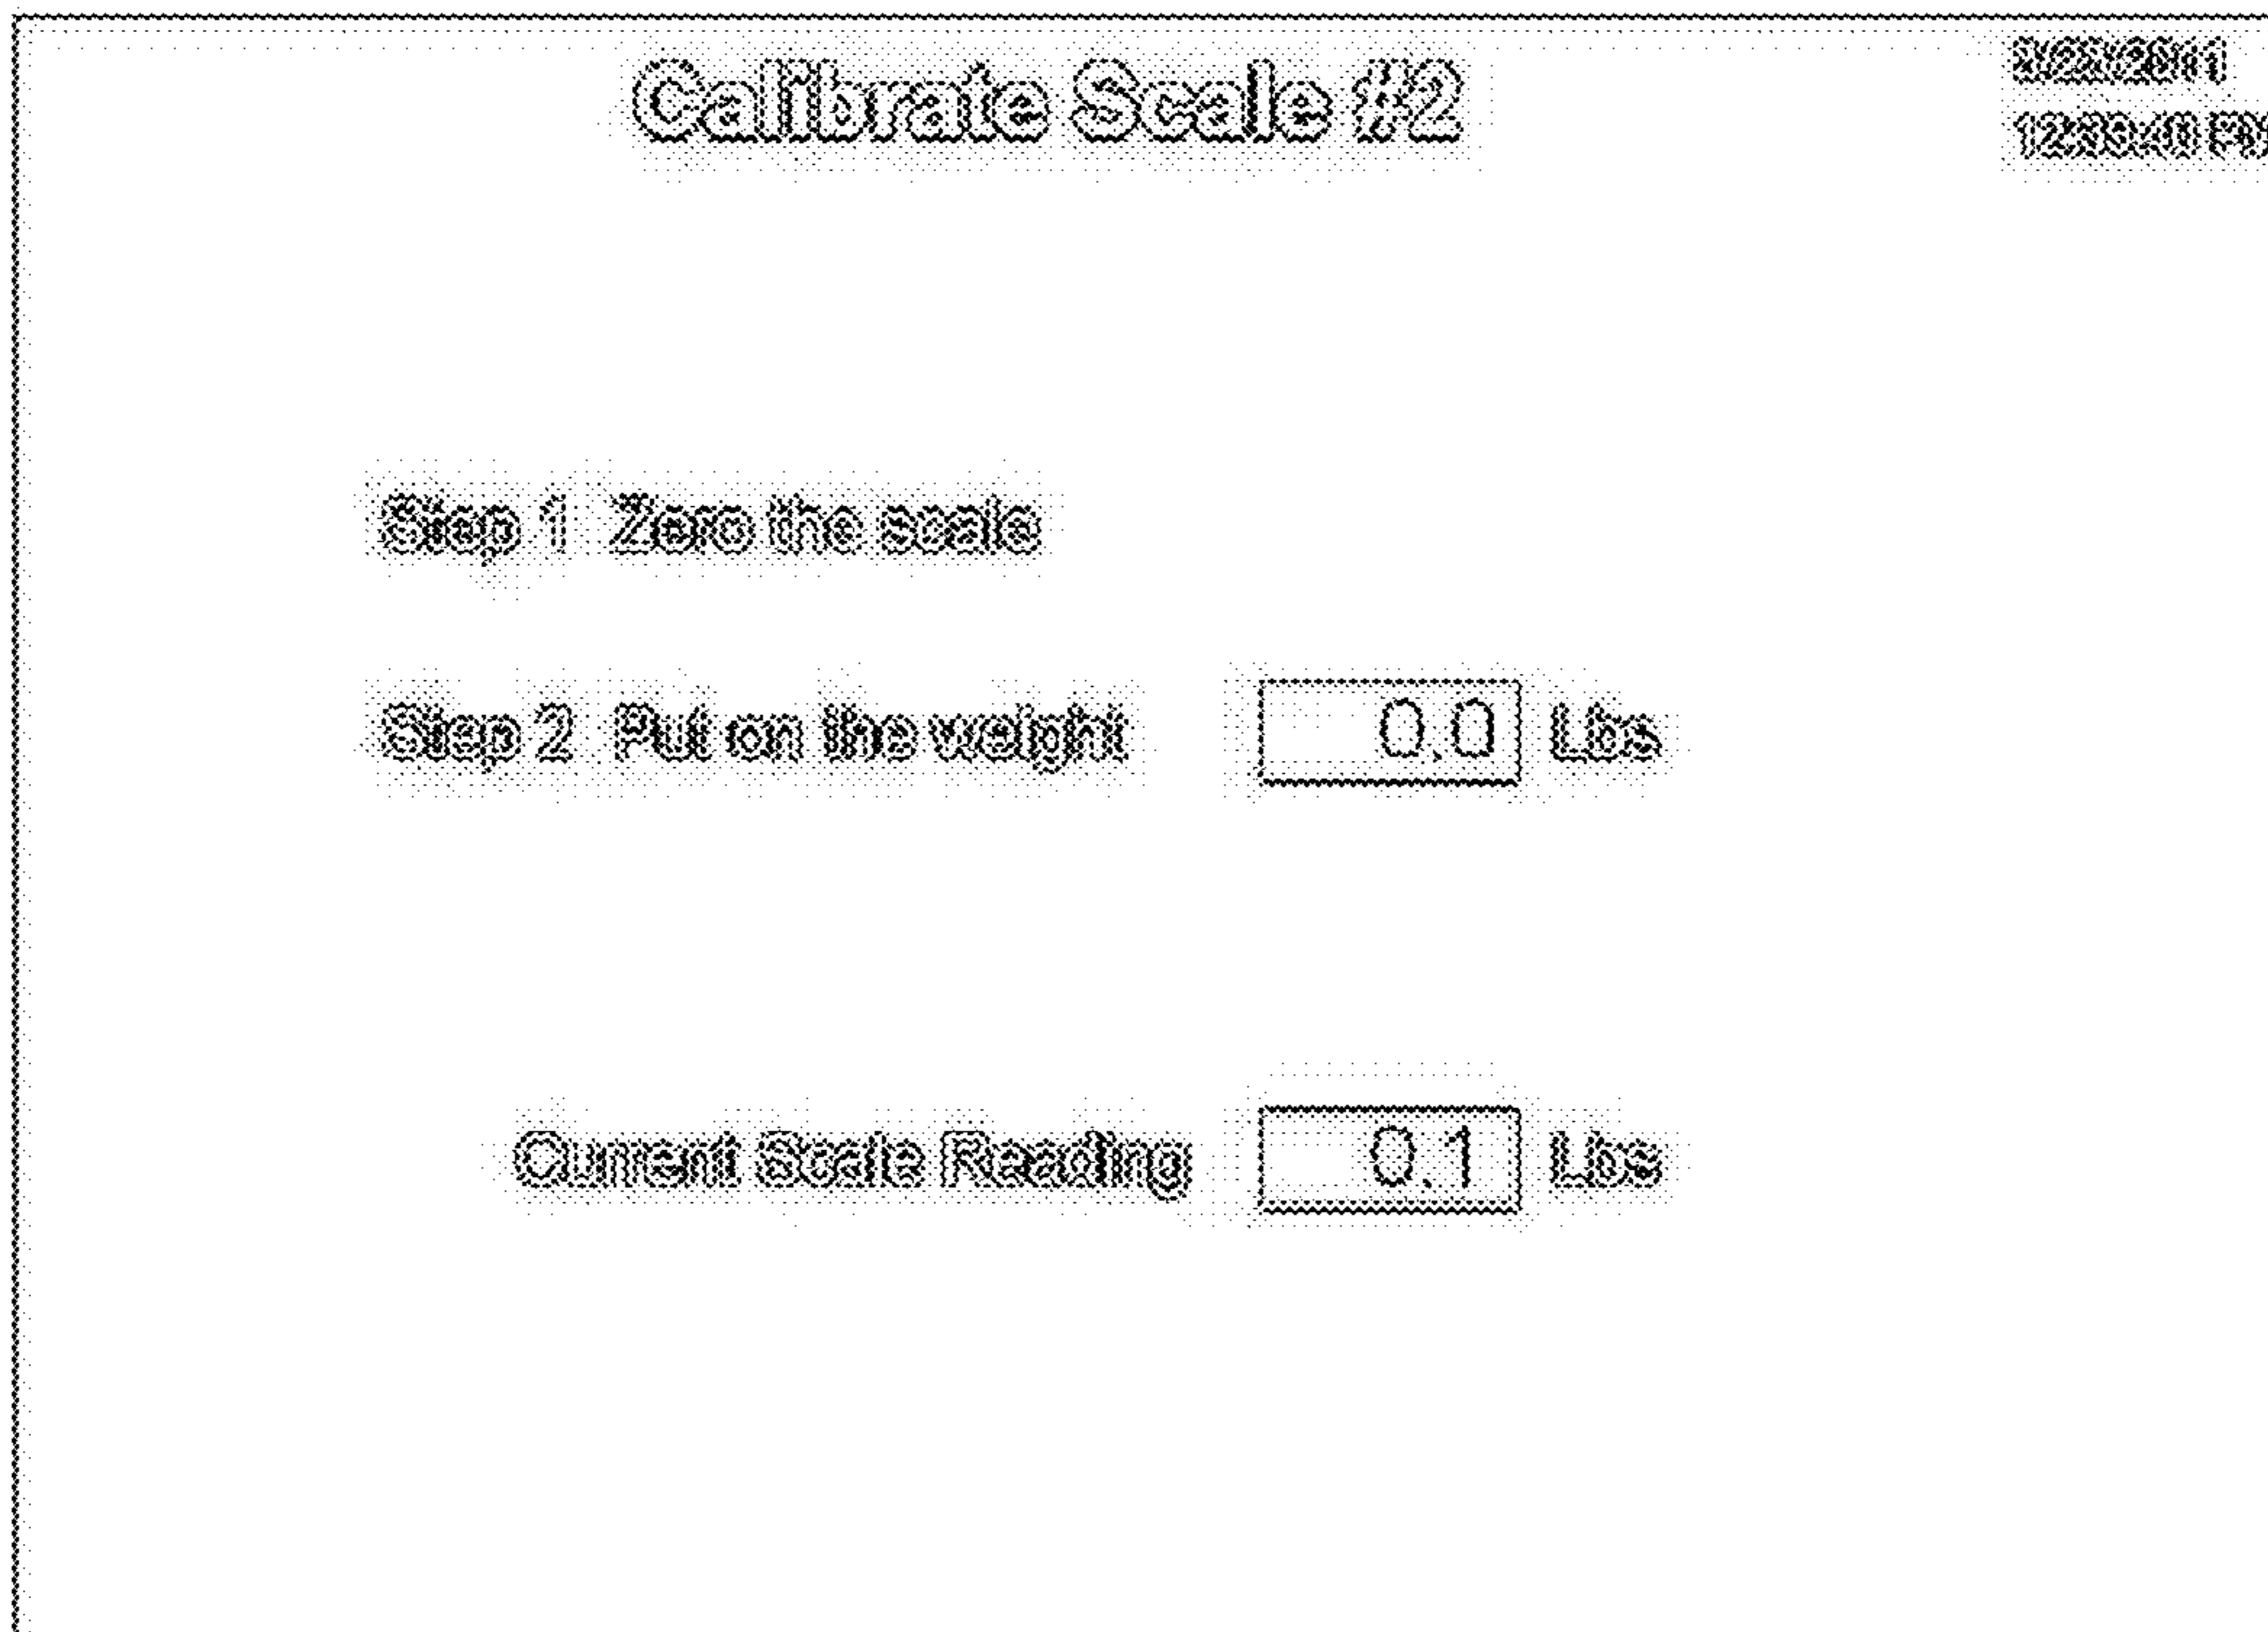 Calibrate Scale #2
Step 1 Zero the scale
Step 2 Put on the weight 0.0 Lbs
Current Scale Reading 0.1 Lbs